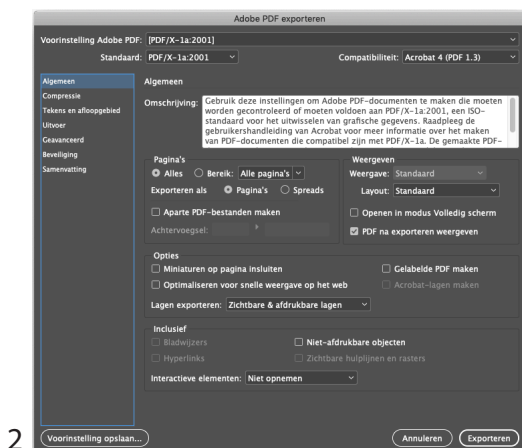 Adobe PDF exporteren
Voorinstelling Adobe PDF: [PDF/X-1a:2001]
Standaard: PDF/X-1a:2001 Compatibiliteit: Acrobat 4 (PDF 1.3)
Algemeen
Compressie
Tekens en afloopgebied
Uitvoer
Geavanceerd
Beveiliging
Samenvatting
Algemeen
Omschrijving: Gebruik deze instellingen om Adobe PDF-documenten te maken die moeten
worden gecontroleerd of moeten voldoen aan PDF/X-1a:2001, een ISO-
standaard voor het uitwisselen van grafische gegevens. Raadpleeg de
gebruikershandleiding van Acrobat voor meer informatie over het maken
van PDF-documenten die compatibel zijn met PDF/X-1a. De gemaakte PDF-
Pagina's
Alles Bereik: Alle pagina's
Exporteren als Pagina's Spreads
Aparte PDF-bestanden maken
Achtervoegsel:
Weergeven
Weergave: Standaard
Layout: Standaard
Openen in modus Volledig scherm
PDF na exporteren weergeven
Opties
Miniaturen op pagina insluiten Gelabelde PDF maken
Optimaliseren voor snelle weergave op het web Acrobat-lagen maken
Lagen exporteren: Zichtbare & afdrukbare lagen
Inclusief
Bladwijzers Niet-afdrukbare objecten
Hyperlinks Zichtbare hulplijnen en rasters
Interactieve elementen: Niet opnemen
2 Voorinstelling opslaan... Annuleren Exporteren